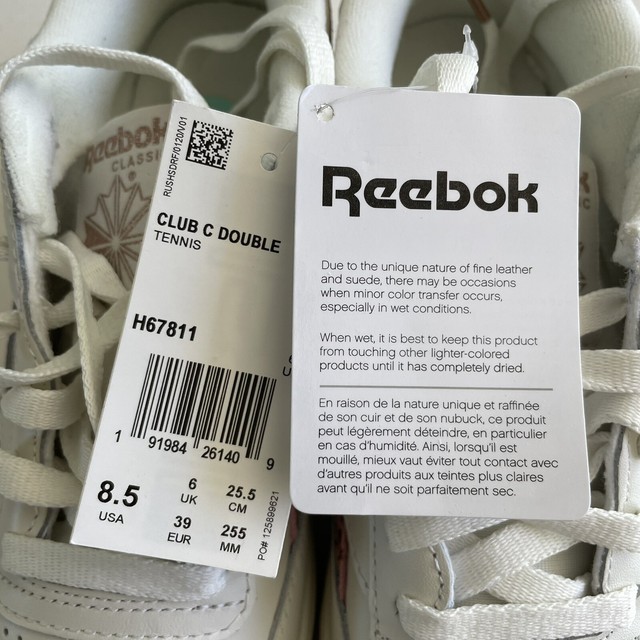 Reebok
CLASSIC
RUSHSDRF/0120/V01
CLUB C DOUBLE
TENNIS
H67811
1 91984 26140 9
8.5
USA
6
UK
25.5
CM
39
EUR
255
MM
PO# 125899621
Reebok
Due to the unique nature of fine leather
and suede, there may be occasions
when minor color transfer occurs,
especially in wet conditions.
When wet, it is best to keep this product
from touching other lighter-colored
products until it has completely dried.
En raison de la nature unique et raffinée
de son cuir et de son nubuck, ce produit
peut légèrement déteindre, en particulier
en cas d'humidité. Ainsi, lorsqu'il est
mouillé, mieux vaut éviter tout contact avec
d'autres produits aux teintes plus claires
avant qu'il ne soit parfaitement sec.